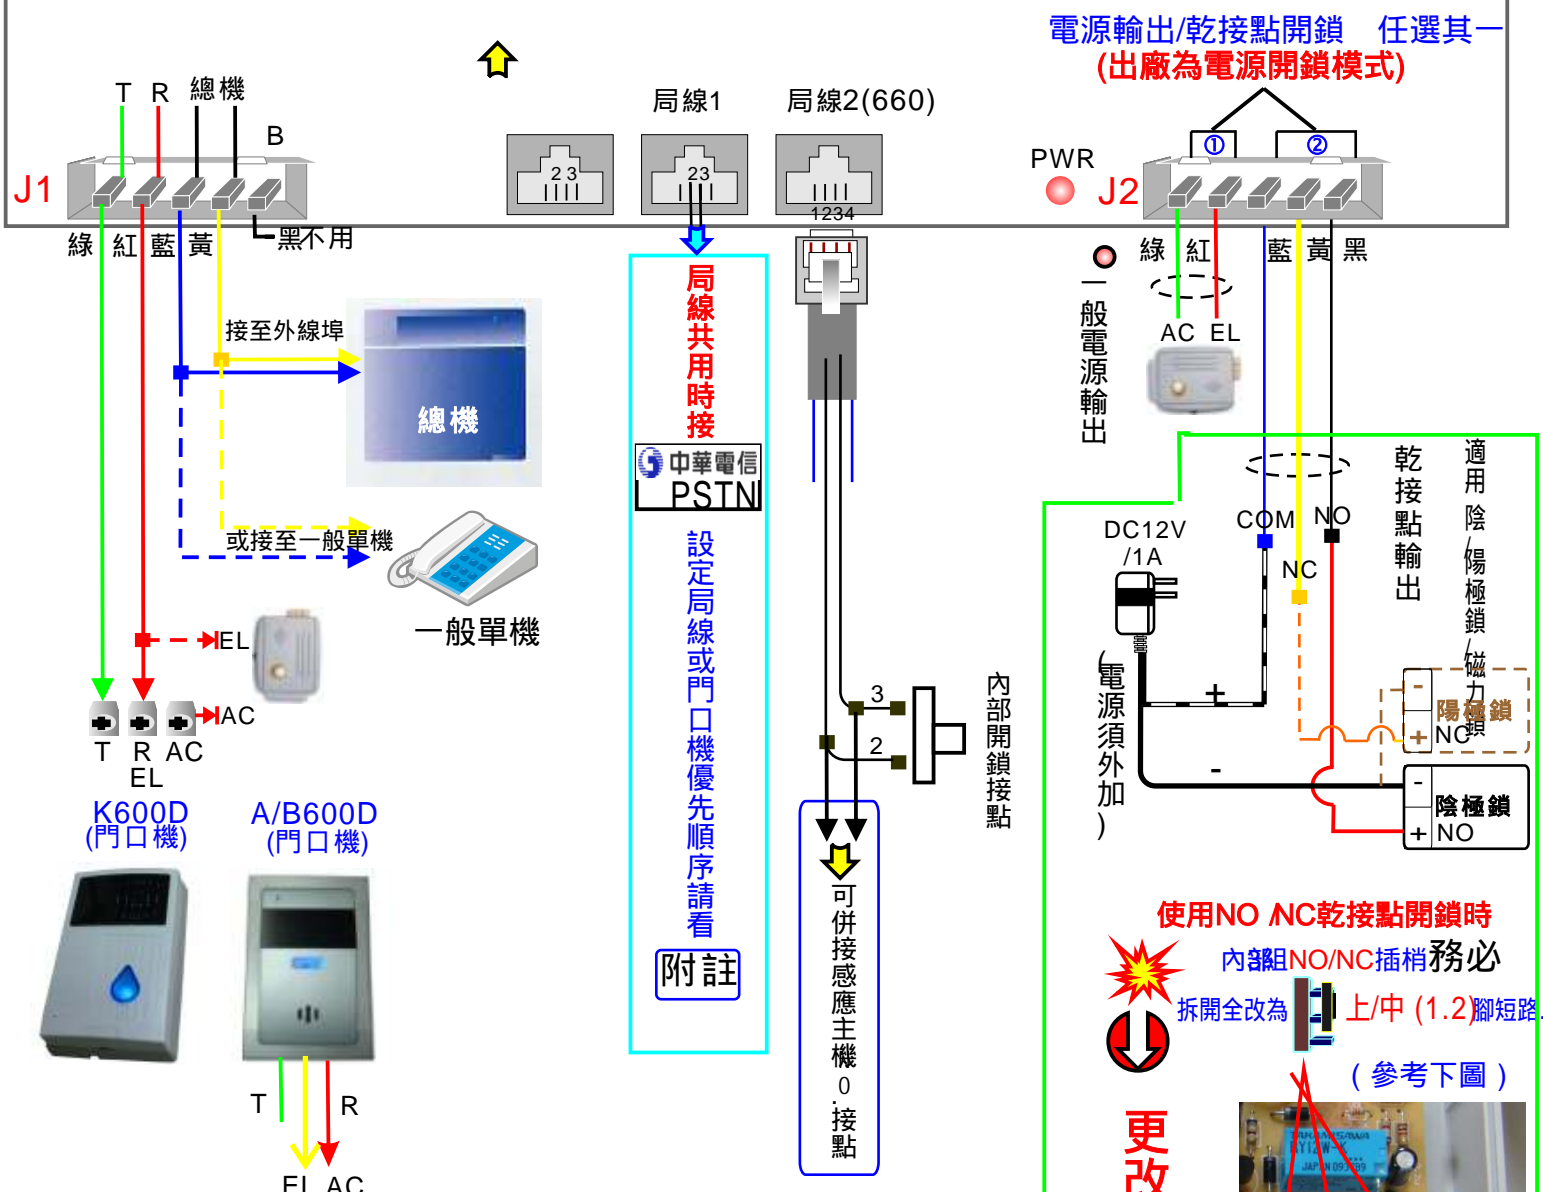 電源輸出/乾接點開鎖 任選其一
(出廠為電源開鎖模式)
T R 總機
B
局線1
局線2(660)
PWR
① ②
J1
J2
2 3
23
1234
綠 紅 藍 黃
黑不用
綠 紅 藍 黃 黑
一般電源輸出
AC EL
接至外線埠
總機
或接至一般單機
一般單機
EL
AC
T R AC
EL
K600D
(門口機)
A/B600D
(門口機)
T R
EL AC
局線共用時接
中華電信
PSTN
設定局線或門口機優先順序請看
附註
3
2
內部開鎖接點
可併接感應主機 0.接點
乾接點輸出
適用 陰/陽極鎖/磁力鎖
DC12V
/1A
COM NO
NC
(電源須外加)
+
-
-
陽極鎖
+ NC
-
陰極鎖
+ NO
使用NO /NC乾接點開鎖時
NO/NC插梢務必
拆開全改為 上/中 (1.2)腳短路.
( 參考下圖 )
更改
TAKAMISAWA
RY12W-K
JAPAN